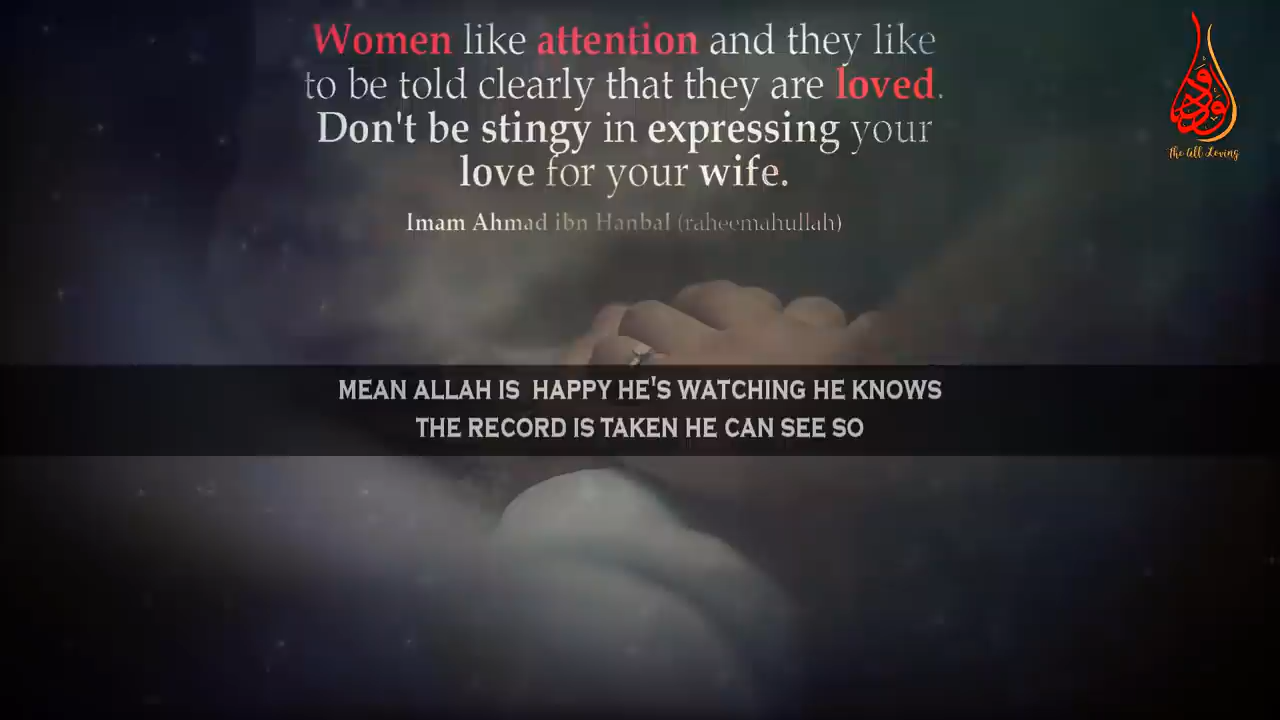 Women like attention and they like
to be told clearly that they are loved.
Don't be stingy in expressing your
love for your wife.
Imam Ahmad ibn Hanbal (raheemahullah)
الودود
The All Loving
MEAN ALLAH IS  HAPPY HE'S WATCHING HE KNOWS
THE RECORD IS TAKEN HE CAN SEE SO